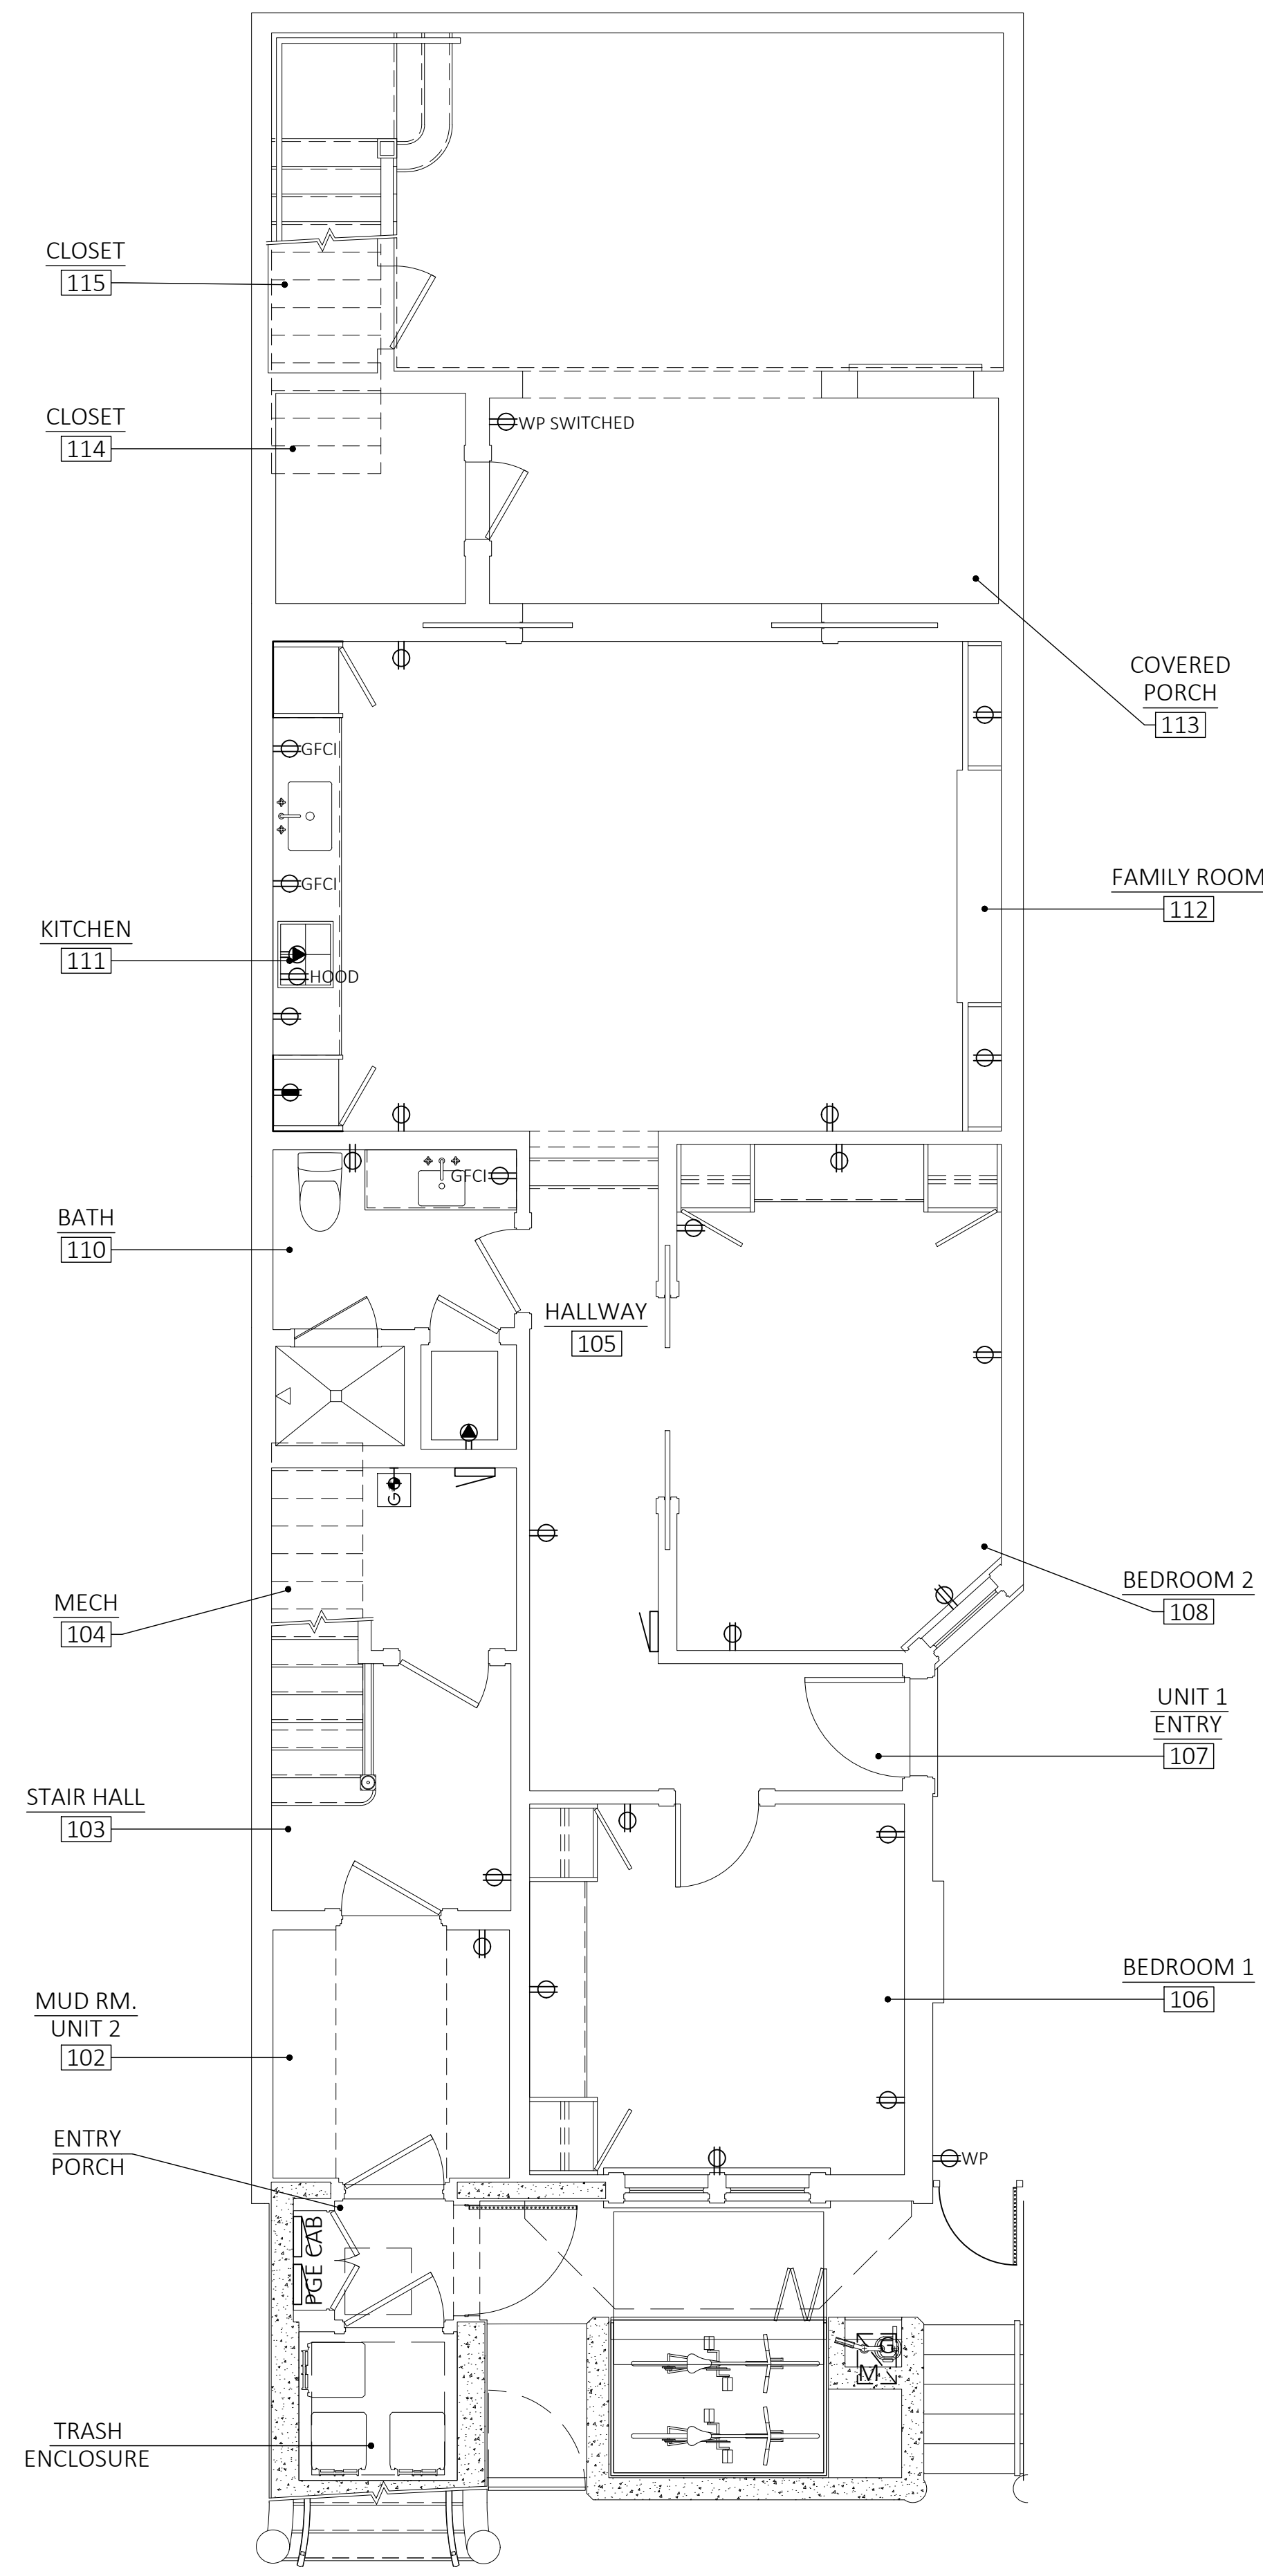 CLOSET
115
CLOSET
114
WP SWITCHED
COVERED
PORCH
113
GFCI
GFCI
FAMILY ROOM
112
KITCHEN
111
HOOD
GFCI
BATH
110
HALLWAY
105
G
MECH
104
BEDROOM 2
108
UNIT 1
ENTRY
107
STAIR HALL
103
BEDROOM 1
106
MUD RM.
UNIT 2
102
ENTRY
PORCH
WP
PGE CAB
G
M
TRASH
ENCLOSURE